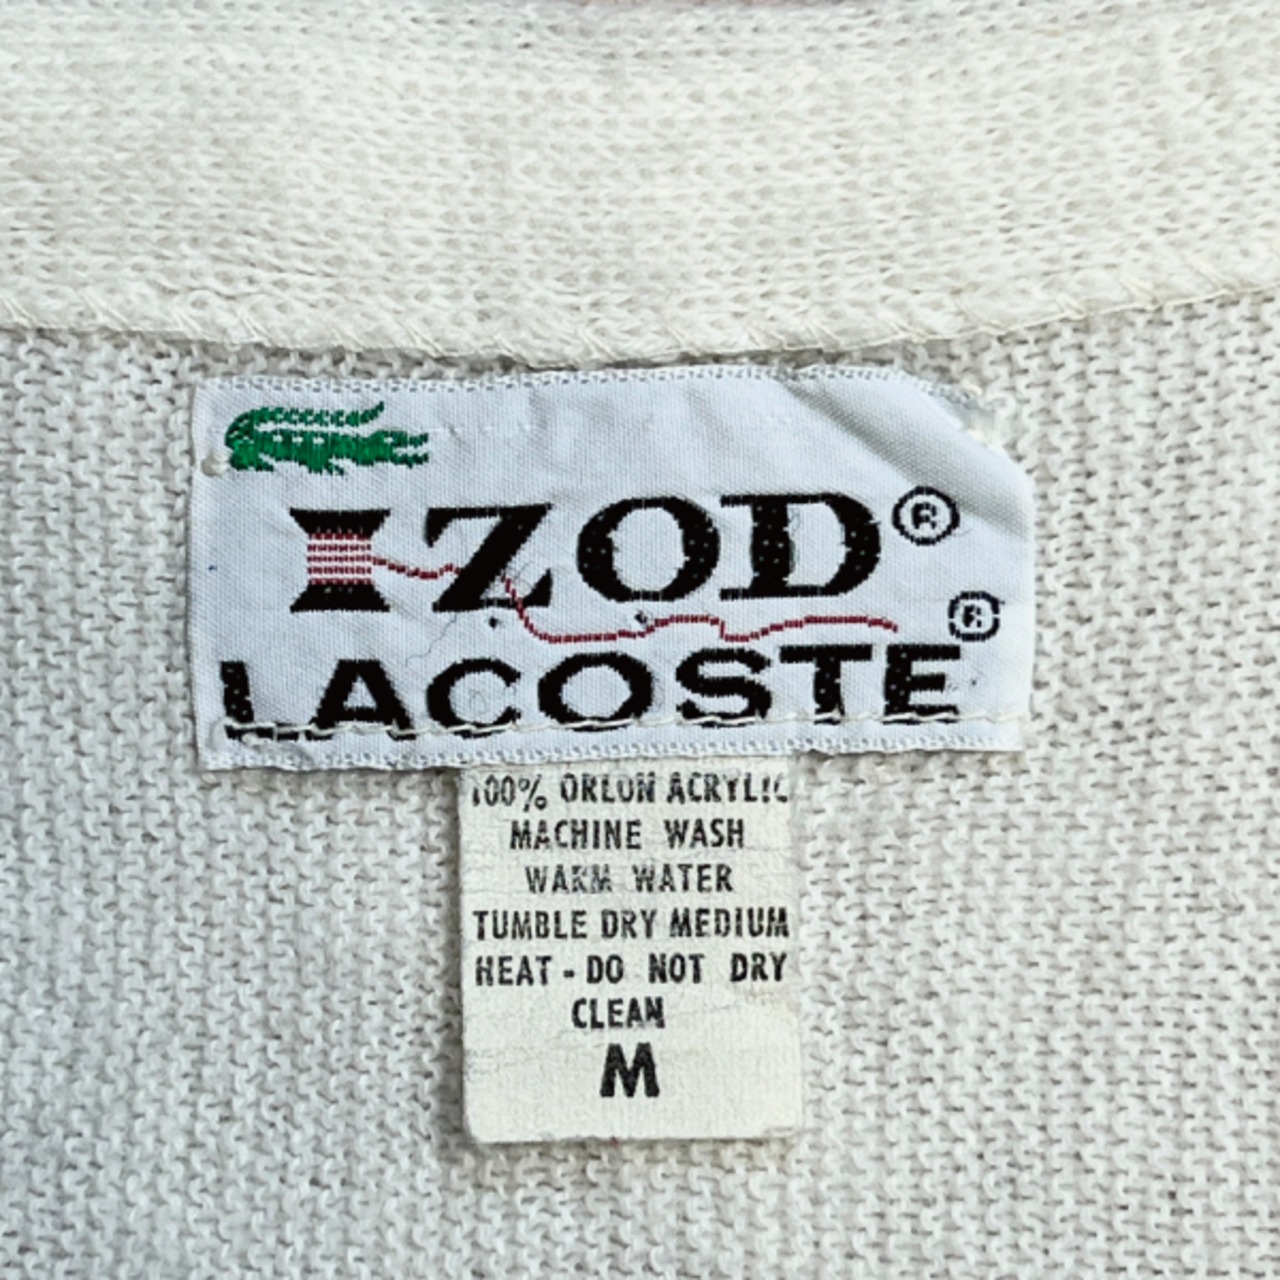 IZOD®
LACOSTE®
100% ORLON ACRYLIC
MACHINE WASH
WARM WATER
TUMBLE DRY MEDIUM
HEAT - DO NOT DRY
CLEAN
M